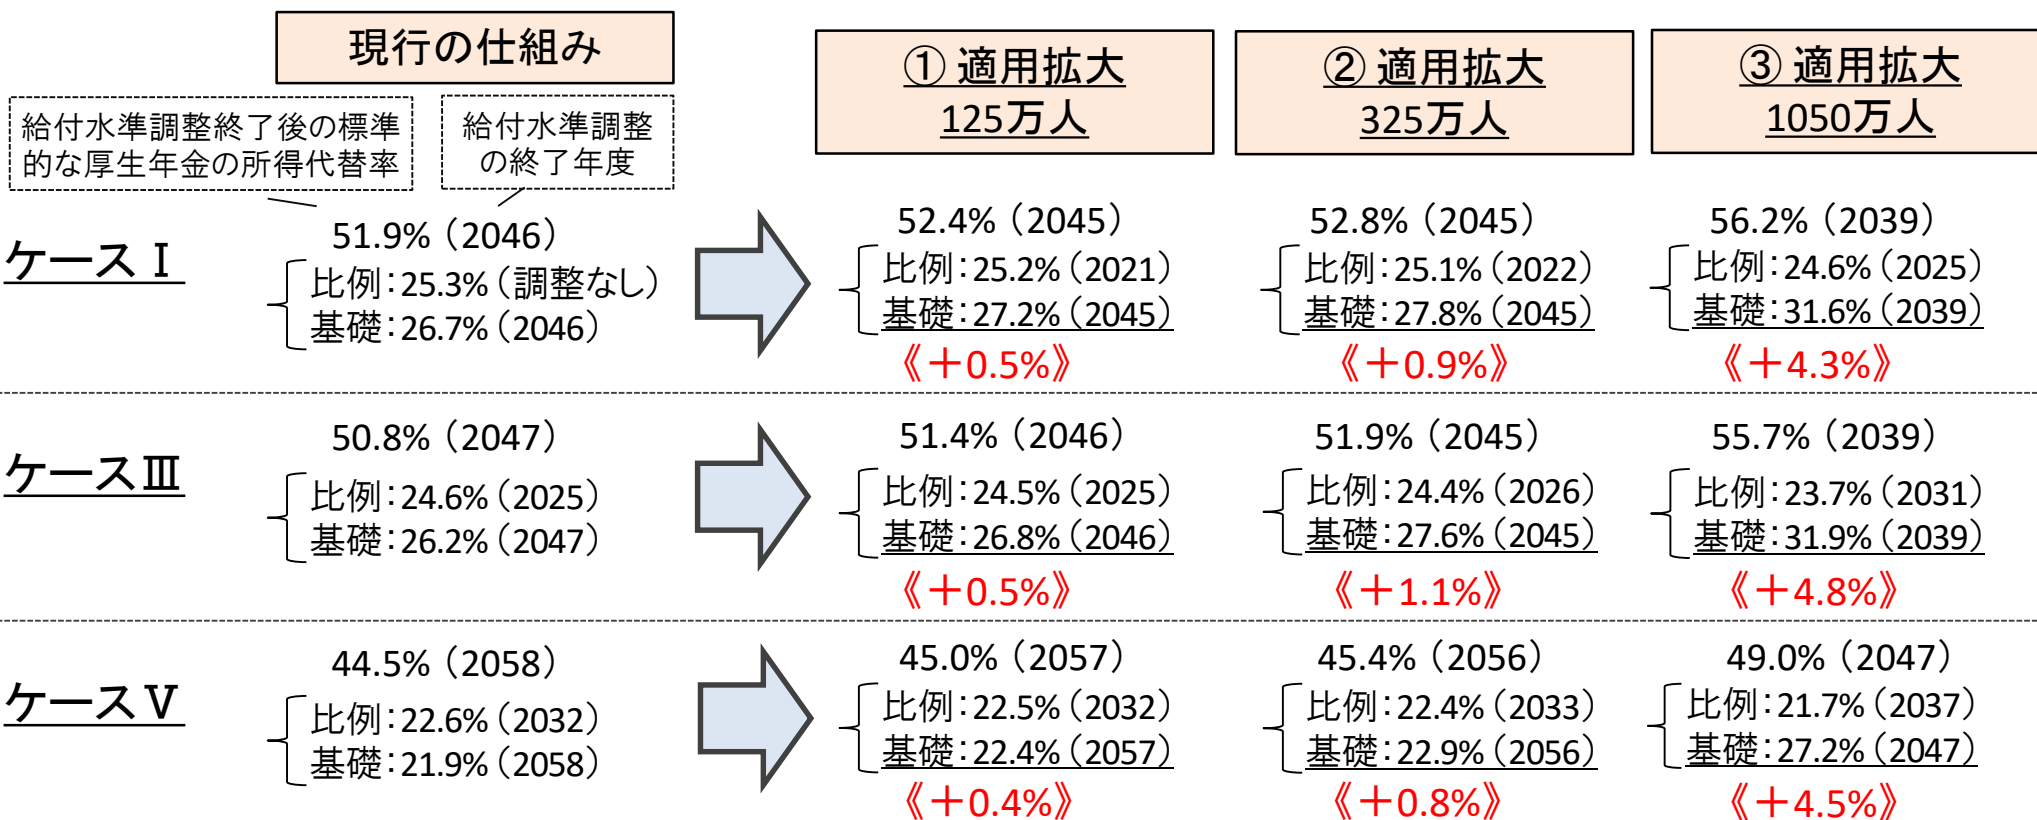 現行の仕組み
① 適用拡大
125万人
② 適用拡大
325万人
③ 適用拡大
1050万人
給付水準調整終了後の標準
的な厚生年金の所得代替率
給付水準調整
の終了年度
ケースⅠ
51.9%（2046）
比例：25.3%（調整なし）
基礎：26.7%（2046）
52.4%（2045）
比例：25.2%（2021）
基礎：27.2%（2045）
《＋0.5%》
52.8%（2045）
比例：25.1%（2022）
基礎：27.8%（2045）
《＋0.9%》
56.2%（2039）
比例：24.6%（2025）
基礎：31.6%（2039）
《＋4.3%》
ケースⅢ
50.8%（2047）
比例：24.6%（2025）
基礎：26.2%（2047）
51.4%（2046）
比例：24.5%（2025）
基礎：26.8%（2046）
《＋0.5%》
51.9%（2045）
比例：24.4%（2026）
基礎：27.6%（2045）
《＋1.1%》
55.7%（2039）
比例：23.7%（2031）
基礎：31.9%（2039）
《＋4.8%》
ケースⅤ
44.5%（2058）
比例：22.6%（2032）
基礎：21.9%（2058）
45.0%（2057）
比例：22.5%（2032）
基礎：22.4%（2057）
《＋0.4%》
45.4%（2056）
比例：22.4%（2033）
基礎：22.9%（2056）
《＋0.8%》
49.0%（2047）
比例：21.7%（2037）
基礎：27.2%（2047）
《＋4.5%》